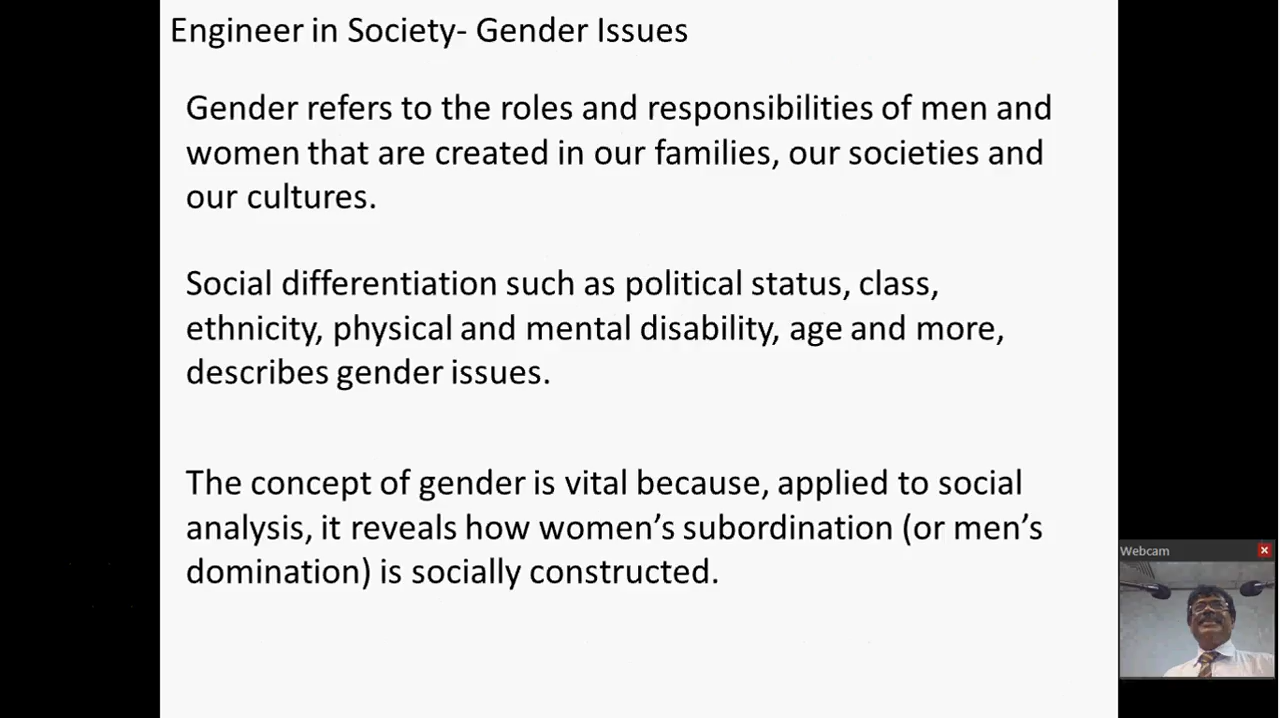 Engineer in Society- Gender Issues
Gender refers to the roles and responsibilities of men and
women that are created in our families, our societies and
our cultures.
Social differentiation such as political status, class,
ethnicity, physical and mental disability, age and more,
describes gender issues.
The concept of gender is vital because, applied to social
analysis, it reveals how women’s subordination (or men’s
domination) is socially constructed.
Webcam